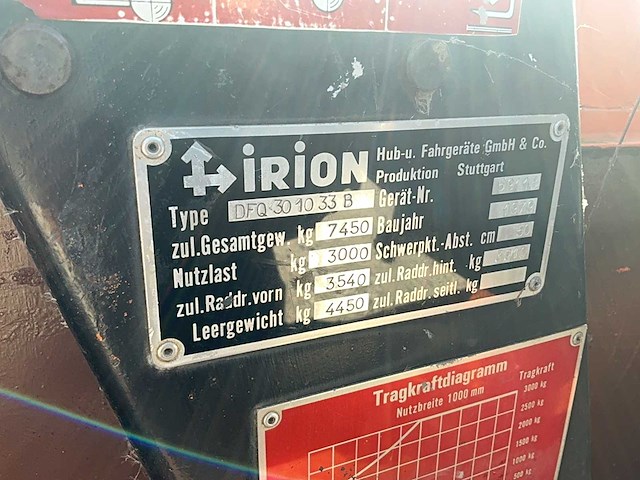 IRION Hub-u. Fahrgeräte GmbH & Co.
Produktion Stuttgart
Type DFQ 30 10 33 B Gerät-Nr.
zul.Gesamtgew. kg 7450 Baujahr
Nutzlast kg 3000 Schwerpkt.-Abst. cm
zul.Raddr.vorn kg 3540 zul.Raddr.hint. kg
Leergewicht kg 4450 zul.Raddr.seitl. kg
Tragkraftdiagramm
Nutzbreite 1000 mm
Tragkraft
3000 kg
2500 kg
2000 kg
1500 kg
1000 kg
500 kg